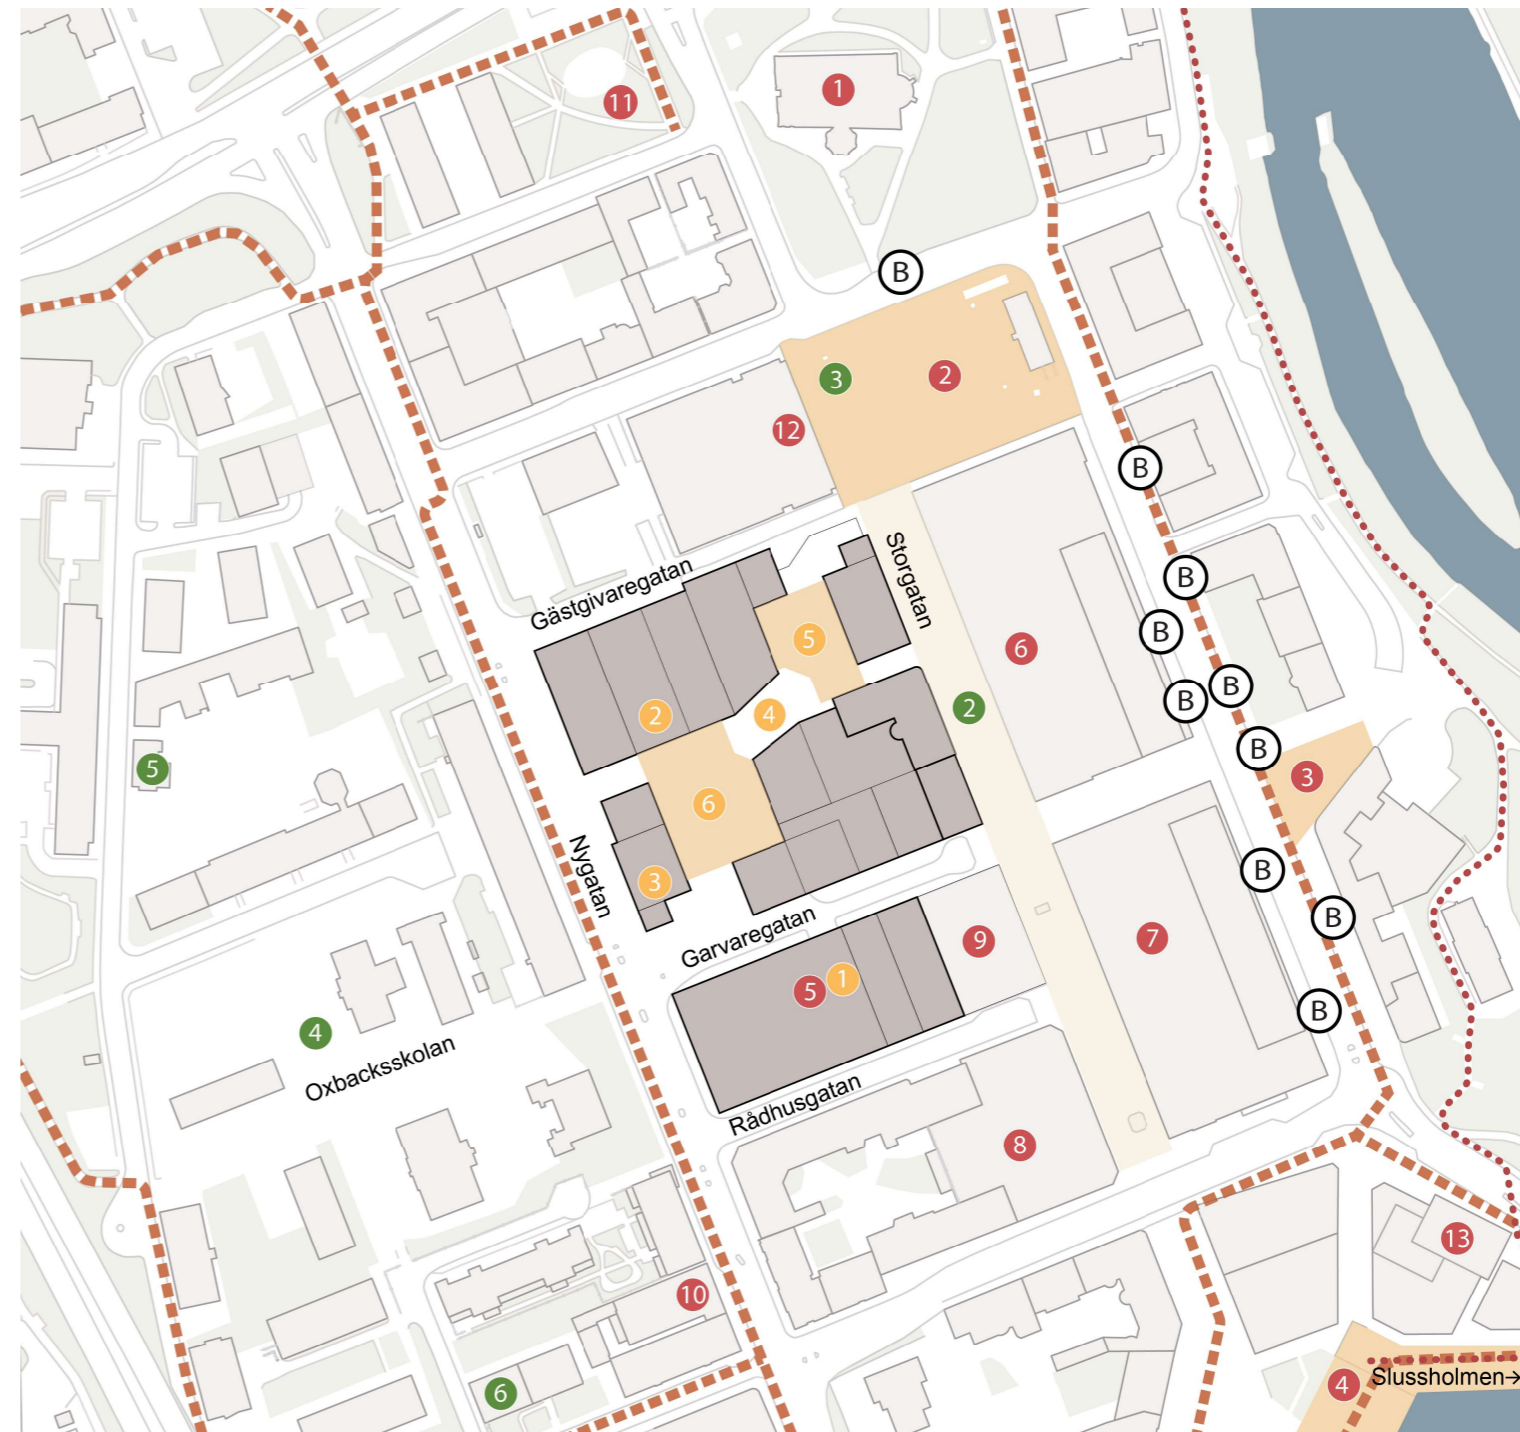 1
11
B
3
2
12
B
Storgatan
Gästgivaregatan
B
B
5
6
B
B
2
4
2
B
3
5
6
Nygatan
3
B
B
Garvaregatan
9
7
5
1
B
4
Oxbacksskolan
Rådhusgatan
8
13
10
Slussholmen→
4
6